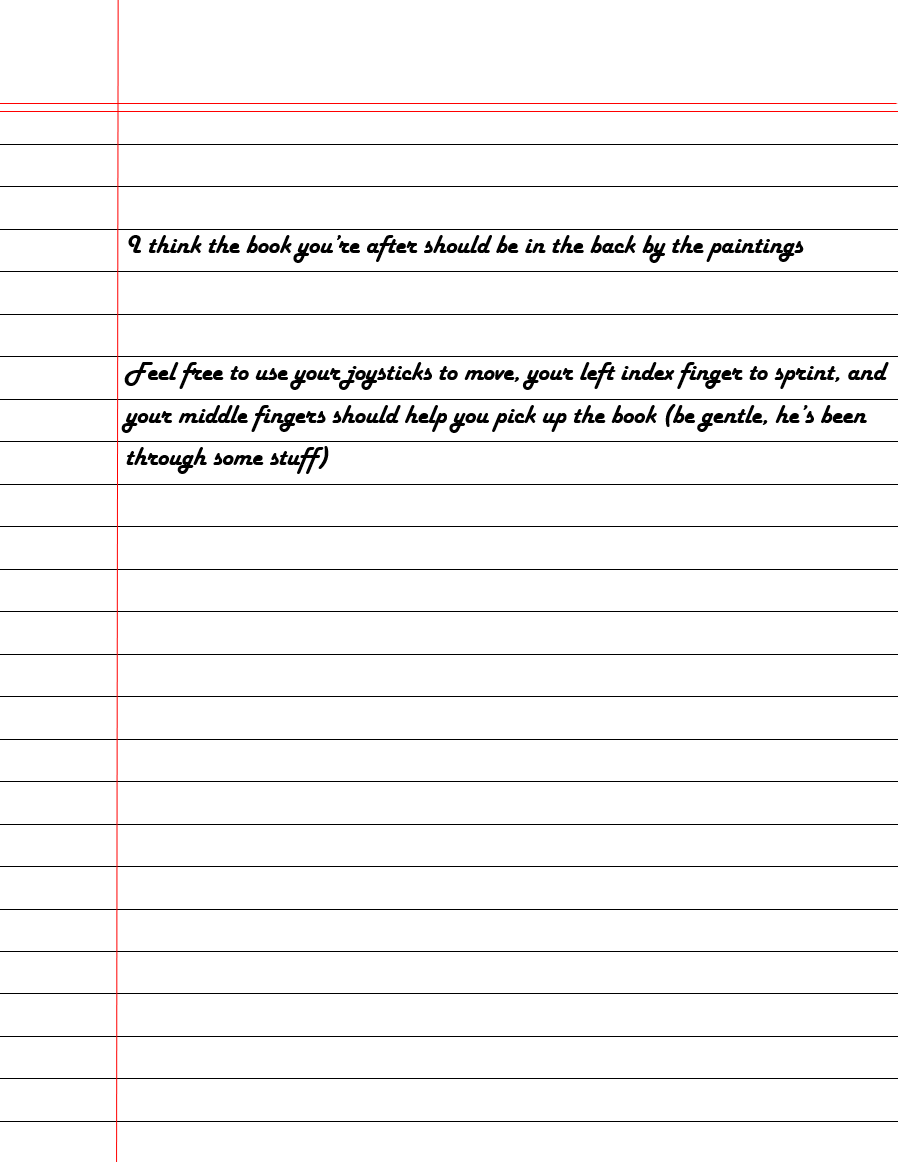 I think the book you're after should be in the back by the paintings
Feel free to use your joysticks to move, your left index finger to sprint, and
your middle fingers should help you pick up the book (be gentle, he's been
through some stuff)